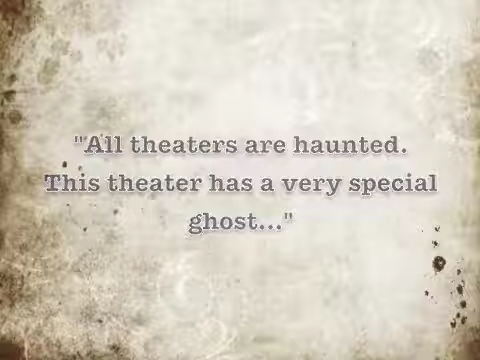 "All theaters are haunted.
This theater has a very special
ghost..."